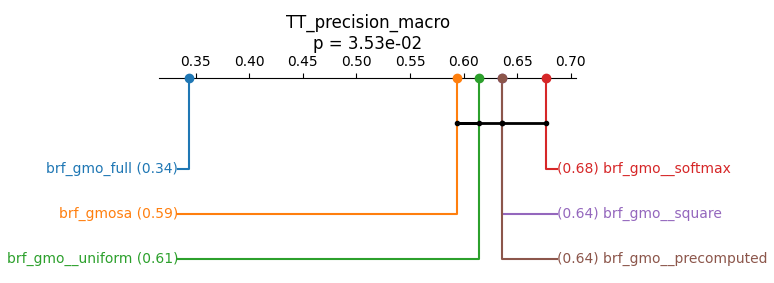 TT_precision_macro
p = 3.53e-02
0.35 0.40 0.45 0.50 0.55 0.60 0.65 0.70
brf_gmo_full (0.34)
(0.68) brf_gmo__softmax
brf_gmosa (0.59)
(0.64) brf_gmo__square
brf_gmo__uniform (0.61)
(0.64) brf_gmo__precomputed